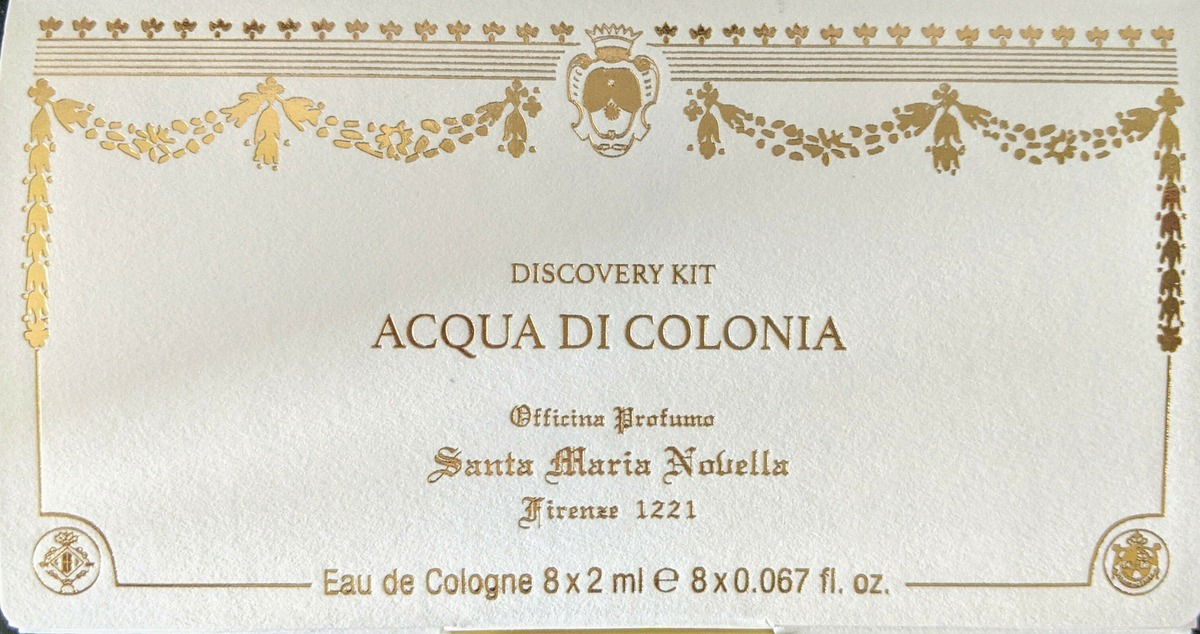 DISCOVERY KIT
ACQUA DI COLONIA
Officina Profumo
Santa Maria Novella
Firenze 1221
Eau de Cologne 8 x 2 ml ℮ 8 x 0.067 fl. oz.